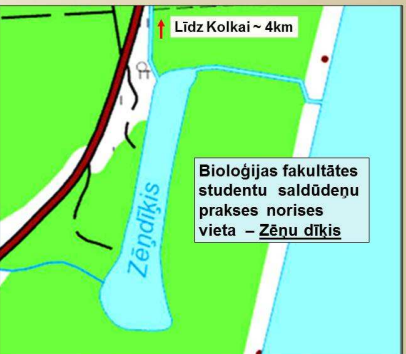 Līdz Kolkai ~ 4km
Bioloģijas fakultātes
studentu saldūdeņu
prakses norises
vieta – Zēņu dīķis
Zēņdīķis